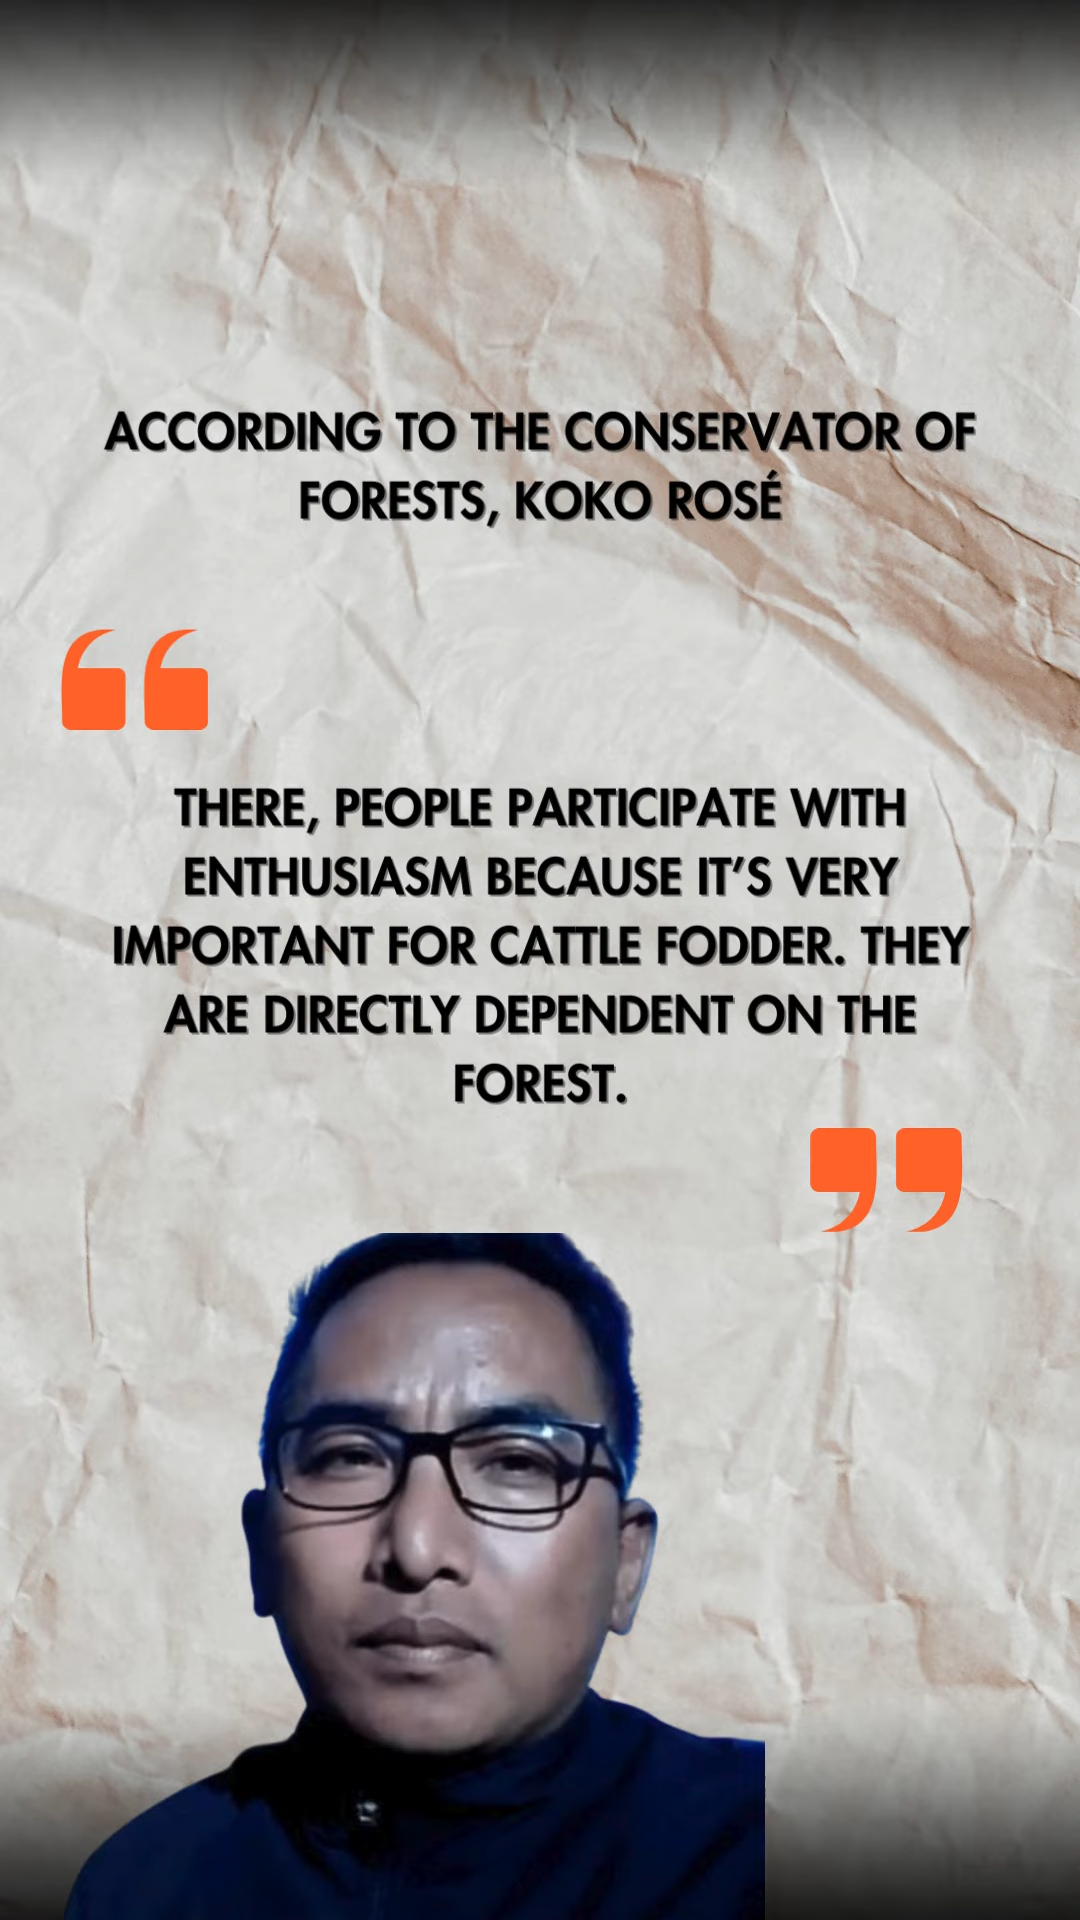 ACCORDING TO THE CONSERVATOR OF
FORESTS, KOKO ROSÉ
“
THERE, PEOPLE PARTICIPATE WITH
ENTHUSIASM BECAUSE IT’S VERY
IMPORTANT FOR CATTLE FODDER. THEY
ARE DIRECTLY DEPENDENT ON THE
FOREST.
”